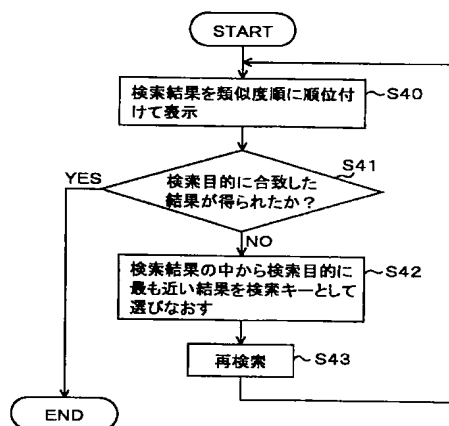 START
検索結果を類似度順に順位付
けて表示
S40
YES
S41
検索目的に合致した
結果が得られたか?
NO
検索結果の中から検索目的に
最も近い結果を検索キーとして
選びなおす
S42
再検索
S43
END